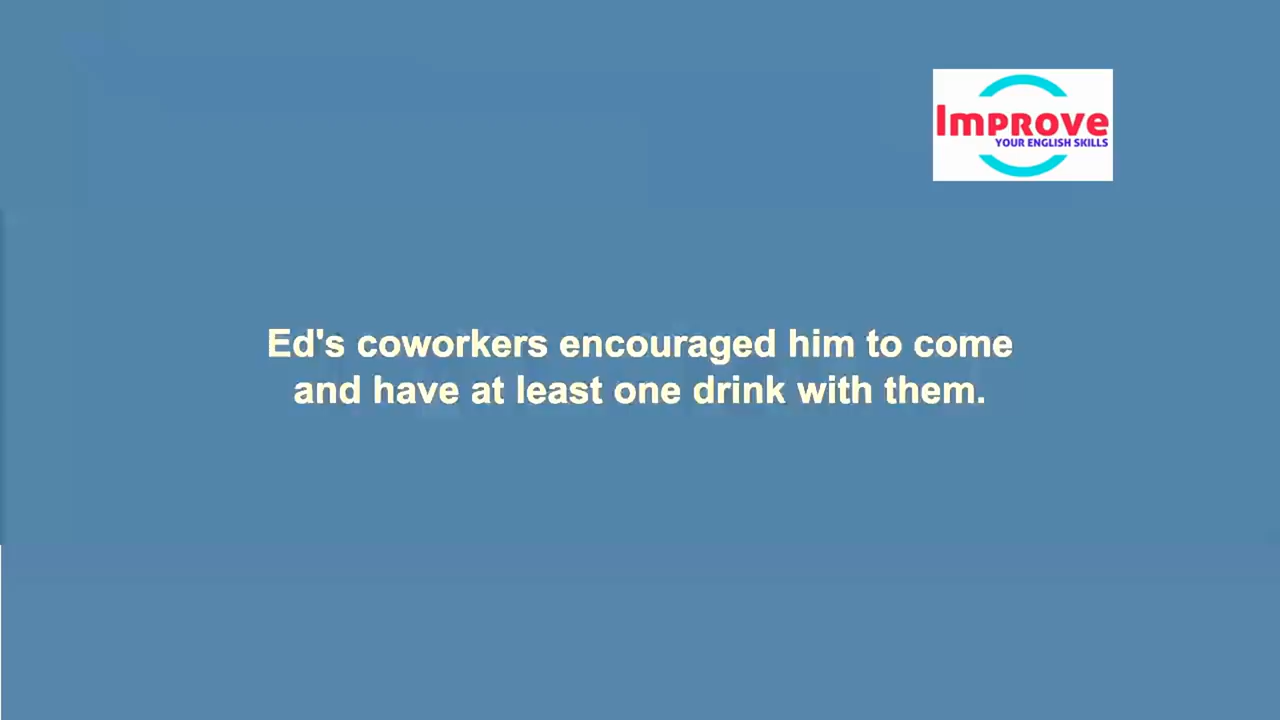 Improve
YOUR ENGLISH SKILLS
Ed's coworkers encouraged him to come
and have at least one drink with them.